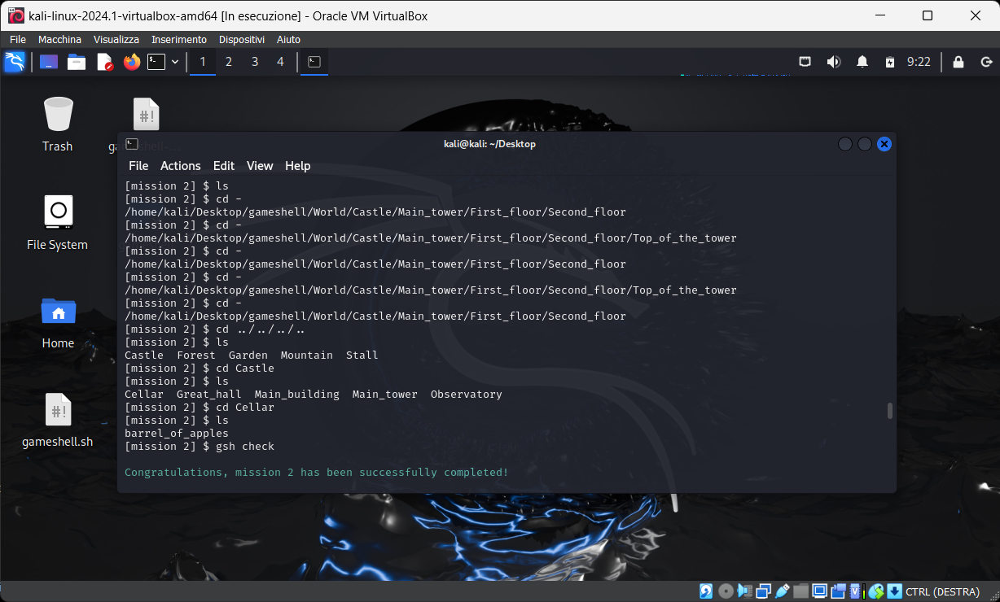 kali-linux-2024.1-virtualbox-amd64 [In esecuzione] - Oracle VM VirtualBox
File Macchina Visualizza Inserimento Dispositivi Aiuto
1 2 3 4 9:22
Trash
File System
Home
gameshell.sh
kali@kali: ~/Desktop
File Actions Edit View Help
[mission 2] $ ls
[mission 2] $ cd -
/home/kali/Desktop/gameshell/World/Castle/Main_tower/First_floor/Second_floor
[mission 2] $ cd -
/home/kali/Desktop/gameshell/World/Castle/Main_tower/First_floor/Second_floor/Top_of_the_tower
[mission 2] $ cd -
/home/kali/Desktop/gameshell/World/Castle/Main_tower/First_floor/Second_floor
[mission 2] $ cd -
/home/kali/Desktop/gameshell/World/Castle/Main_tower/First_floor/Second_floor/Top_of_the_tower
[mission 2] $ cd -
/home/kali/Desktop/gameshell/World/Castle/Main_tower/First_floor/Second_floor
[mission 2] $ cd ../../../..
[mission 2] $ ls
Castle Forest Garden Mountain Stall
[mission 2] $ cd Castle
[mission 2] $ ls
Cellar Great_hall Main_building Main_tower Observatory
[mission 2] $ cd Cellar
[mission 2] $ ls
barrel_of_apples
[mission 2] $ gsh check
Congratulations, mission 2 has been successfully completed!
CTRL (DESTRA)